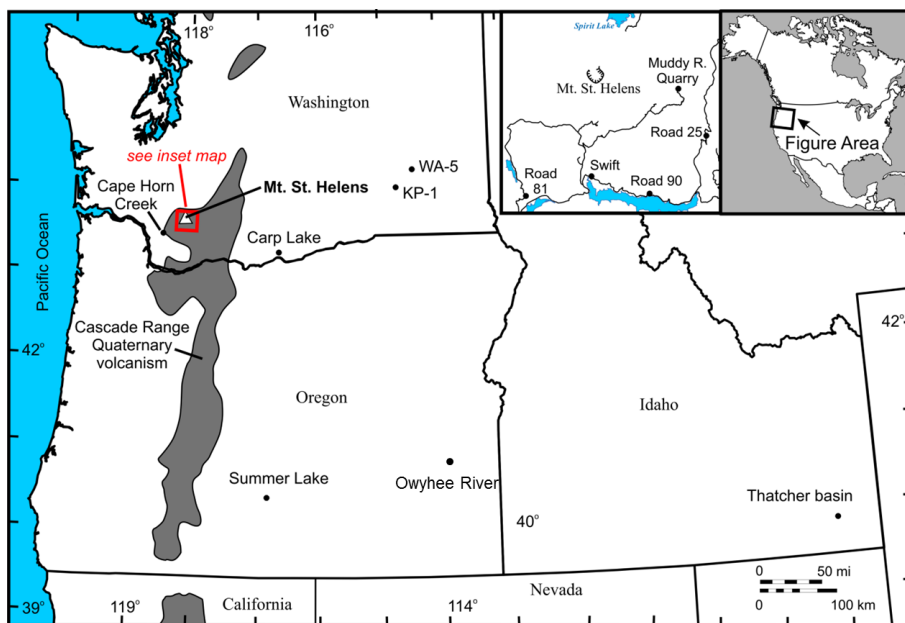 118°
116°
Washington
see inset map
Cape Horn
Creek
Mt. St. Helens
WA-5
KP-1
Carp Lake
Pacific Ocean
Cascade Range
Quaternary
volcanism
42°
Oregon
Idaho
Summer Lake
Owyhee River
Thatcher basin
40°
42°
39°
119°
California
114°
Nevada
0 50 mi
0 100 km
Spirit Lake
Mt. St. Helens
Muddy R.
Quarry
Road 25
Swift
Road
81
Road 90
Figure Area